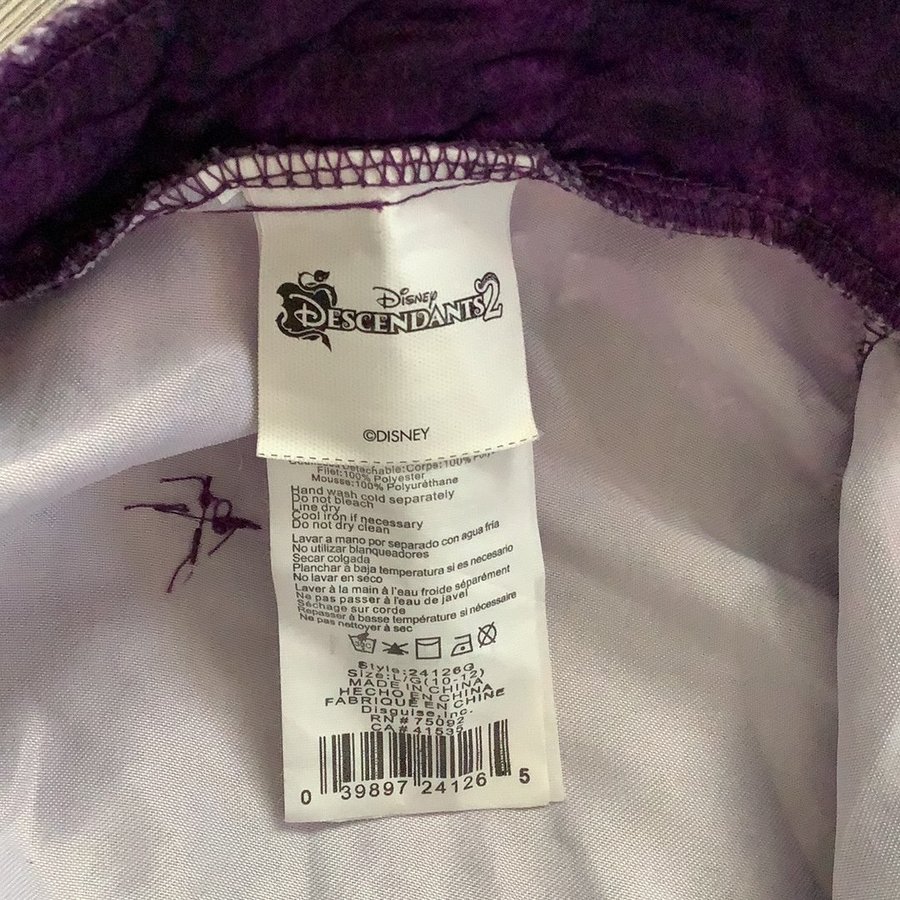 Disney
DESCENDANTS 2
©DISNEY
Detachable:Corps:100%
Filet:100% Polyester
Mousse:100% Polyuréthane
Hand wash cold separately
Do not bleach
Line dry
Cool iron if necessary
Do not dry clean
Lavar a mano por separado con agua fria
No utilizar blanqueadores
Secar colgada
Planchar à baja temperatura si es necesario
No lavar en seco
Laver à la main à l'eau froide séparément
Ne pas passer à l'eau de javel
Séchage sur corde
Repasser à basse température si nécessaire
Ne pas nettoyer à sec
Style:24126G
Size:L/G(10-12)
MADE IN CHINA
HECHO EN CHINA
FABRIQUÉ EN CHINE
Disguise,Inc.
RN# 75092
CA# 41535
0 39897 24126 5